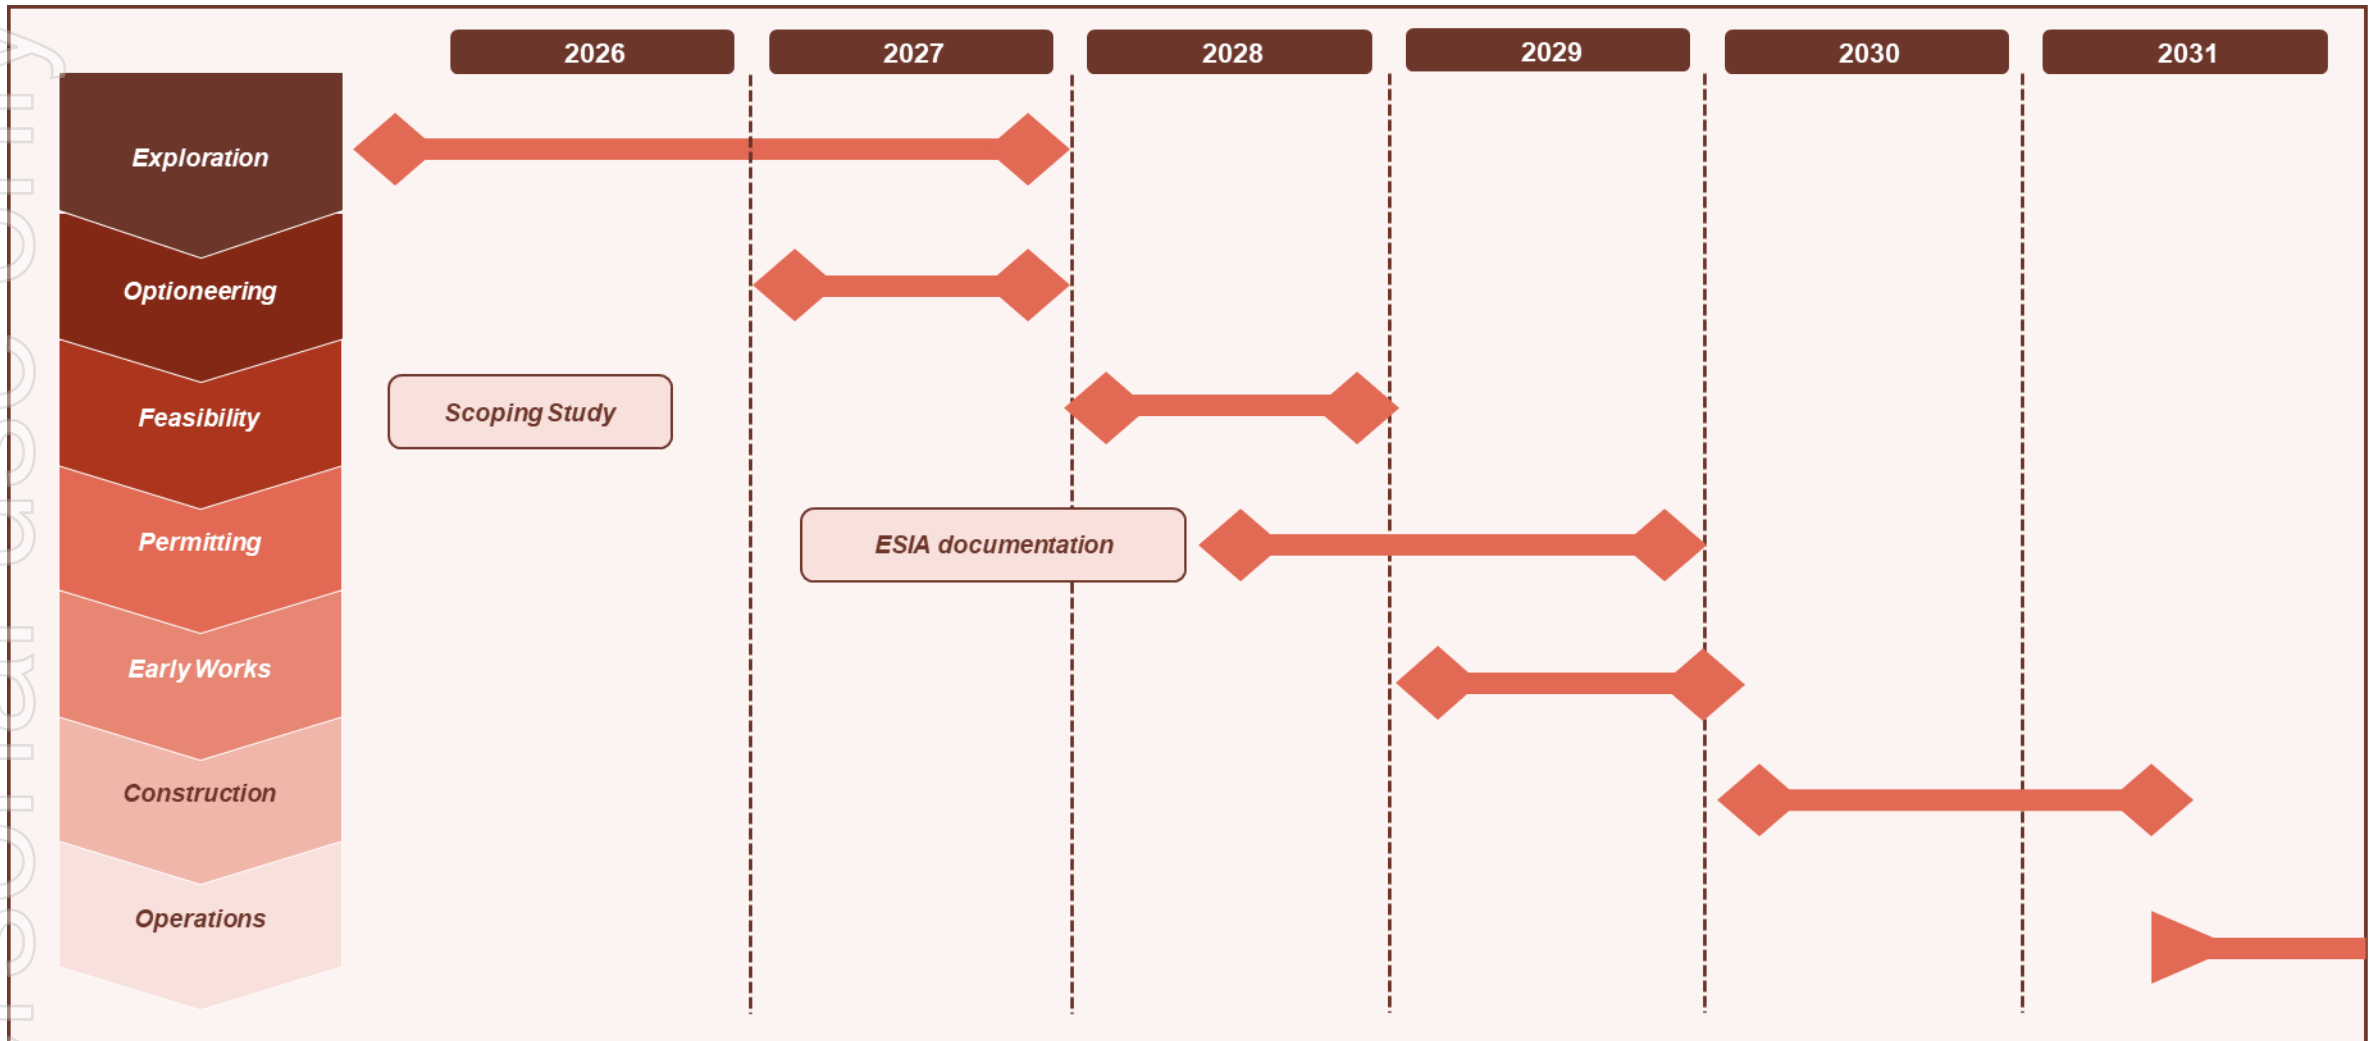 2026 2027 2028 2029 2030 2031
Exploration
Optioneering
Feasibility
Scoping Study
Permitting
ESIA documentation
Early Works
Construction
Operations